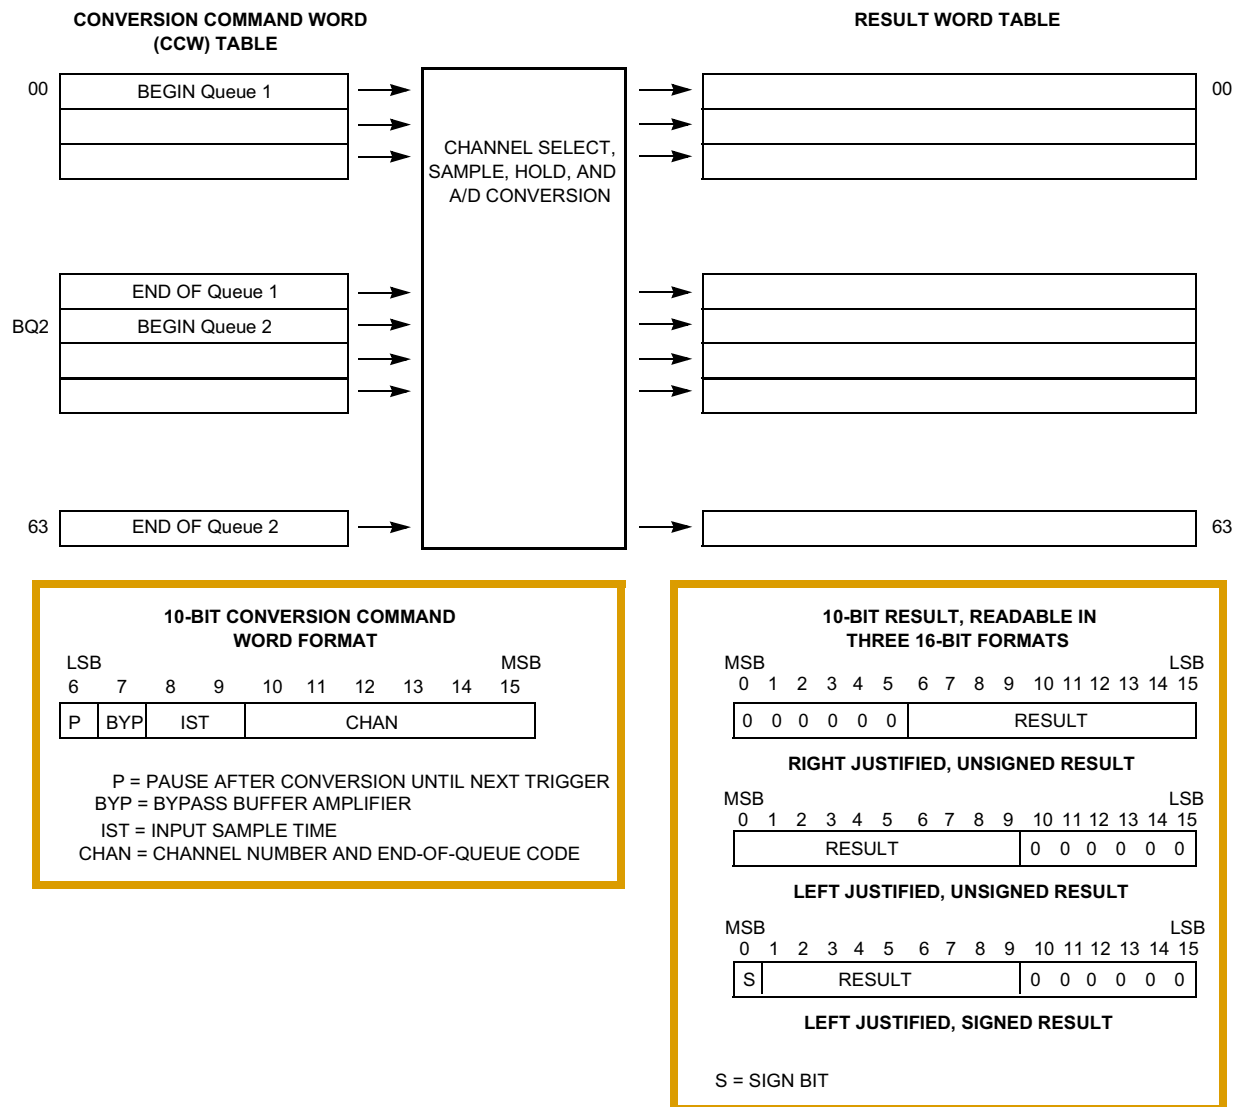 CONVERSION COMMAND WORD
(CCW) TABLE
RESULT WORD TABLE
00 BEGIN Queue 1 00
CHANNEL SELECT,
SAMPLE, HOLD, AND
A/D CONVERSION
END OF Queue 1
BQ2 BEGIN Queue 2
63 END OF Queue 2 63
10-BIT CONVERSION COMMAND
WORD FORMAT
LSB MSB
6 7 8 9 10 11 12 13 14 15
P BYP IST CHAN
P = PAUSE AFTER CONVERSION UNTIL NEXT TRIGGER
BYP = BYPASS BUFFER AMPLIFIER
IST = INPUT SAMPLE TIME
CHAN = CHANNEL NUMBER AND END-OF-QUEUE CODE
10-BIT RESULT, READABLE IN
THREE 16-BIT FORMATS
MSB LSB
0 1 2 3 4 5 6 7 8 9 10 11 12 13 14 15
0 0 0 0 0 0 RESULT
RIGHT JUSTIFIED, UNSIGNED RESULT
MSB LSB
0 1 2 3 4 5 6 7 8 9 10 11 12 13 14 15
RESULT 0 0 0 0 0 0
LEFT JUSTIFIED, UNSIGNED RESULT
MSB LSB
0 1 2 3 4 5 6 7 8 9 10 11 12 13 14 15
S RESULT 0 0 0 0 0 0
LEFT JUSTIFIED, SIGNED RESULT
S = SIGN BIT